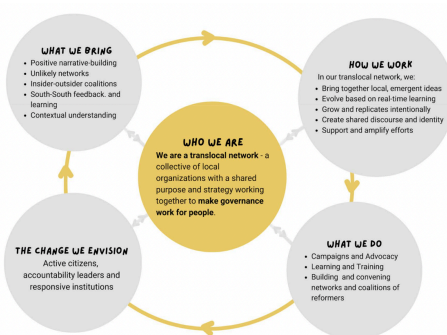 WHAT WE BRING
• Positive narrative-building
• Unlikely networks
• Insider-outsider coalitions
• South-South feedback. and
learning
• Contextual understanding
HOW WE WORK
In our translocal network, we:
• Bring together local, emergent ideas
• Evolve based on real-time learning
• Grow and replicates intentionally
• Create shared discourse and identity
• Support and amplify efforts
WHO WE ARE
We are a translocal network - a
collective of local
organizations with a shared
purpose and strategy working
together to make governance
work for people.
THE CHANGE WE ENVISION
Active citizens,
accountability leaders and
responsive institutions
WHAT WE DO
• Campaigns and Advocacy
• Learning and Training
• Building and convening
networks and coalitions of
reformers